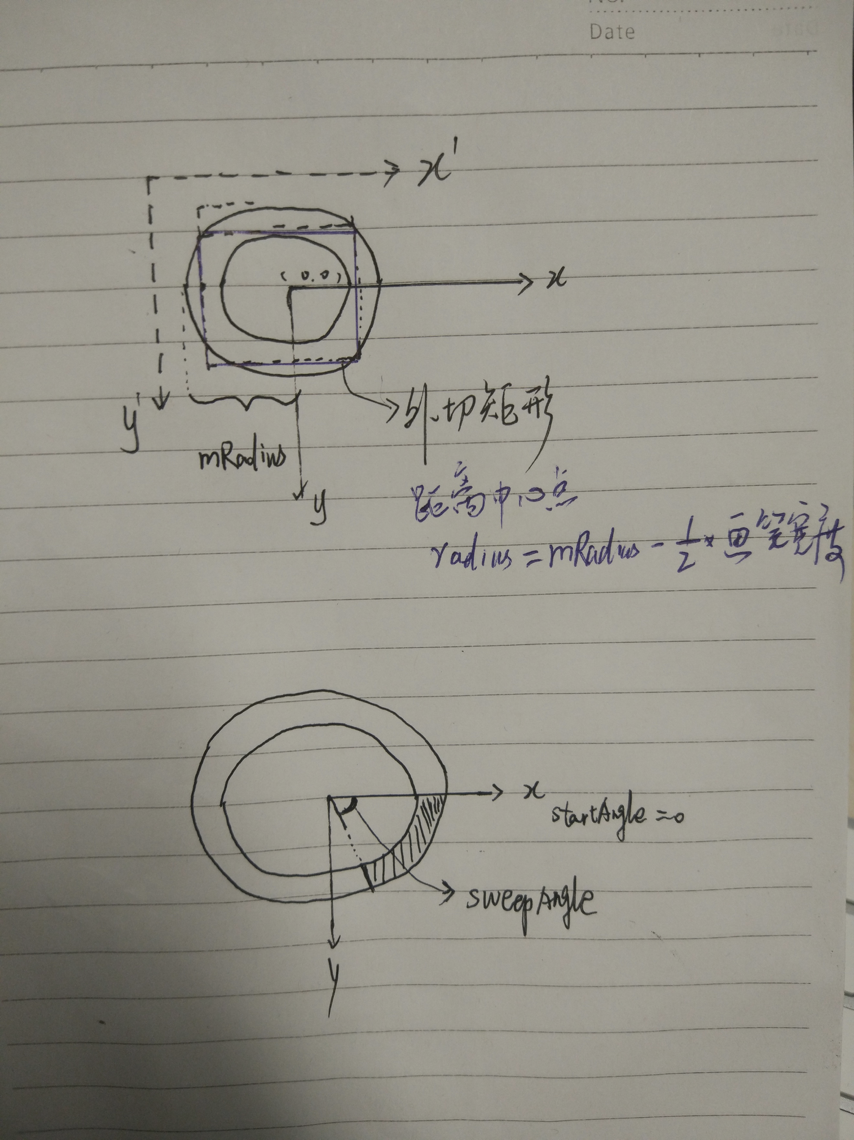 Date
x'
(0.0)
x
y'
外切矩形
mRadius
y
距离中心点
radius = mRadius - 1/2 * 画笔宽度
x
startAngle = 0
sweepAngle
y